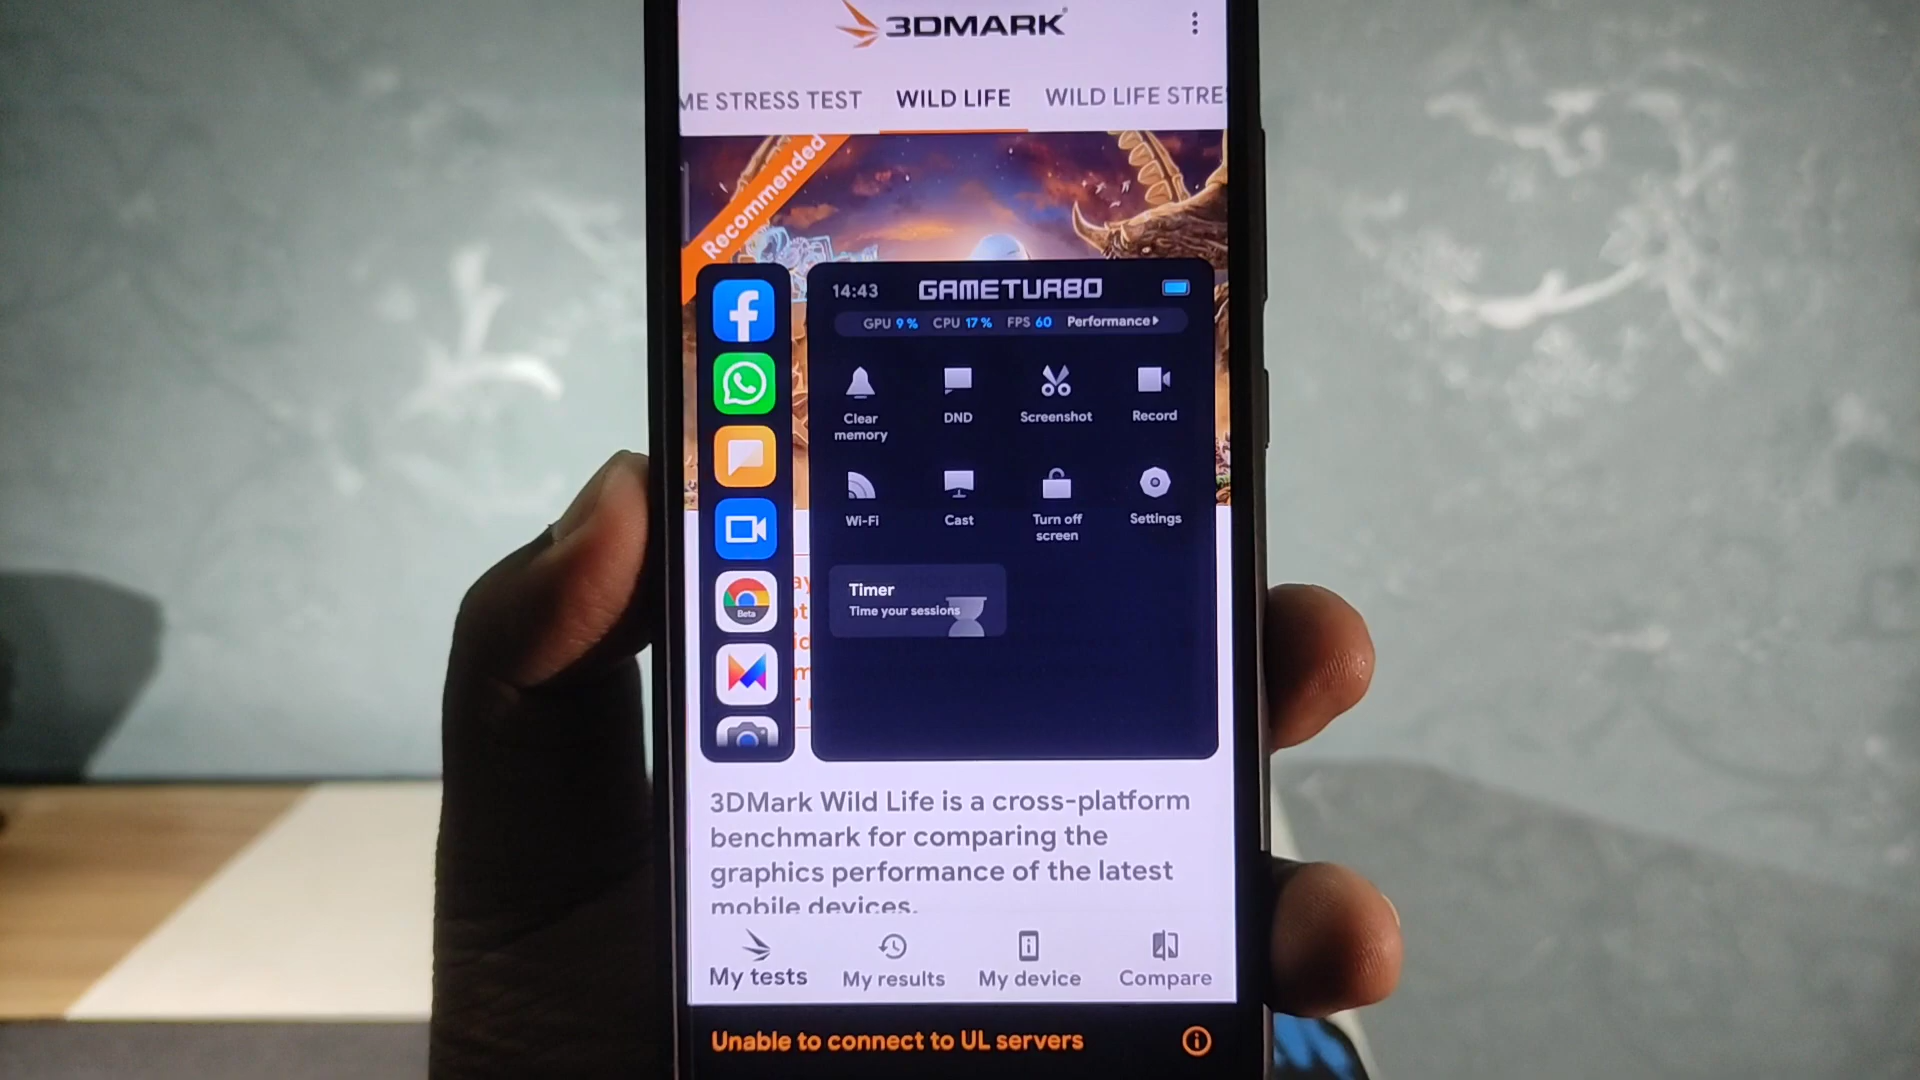 3DMARK
ME STRESS TEST WILD LIFE WILD LIFE STRE
Recommended
14:43 GAMETURBO
GPU 9% CPU 17% FPS 60 Performance
Clear memory
DND
Screenshot
Record
Wi-Fi
Cast
Turn off screen
Settings
Beta
Timer
Time your sessions
3DMark Wild Life is a cross-platform
benchmark for comparing the
graphics performance of the latest
mobile devices.
My tests My results My device Compare
Unable to connect to UL servers